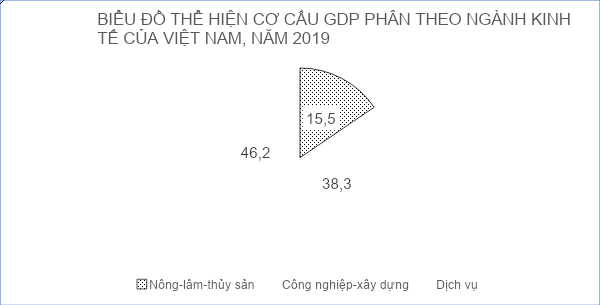 BIỂU ĐỒ THỂ HIỆN CƠ CẤU GDP PHÂN THEO NGÀNH KINH
TẾ CỦA VIỆT NAM, NĂM 2019
15,5
46,2
38,3
Nông-lâm-thủy sản Công nghiệp-xây dựng Dịch vụ